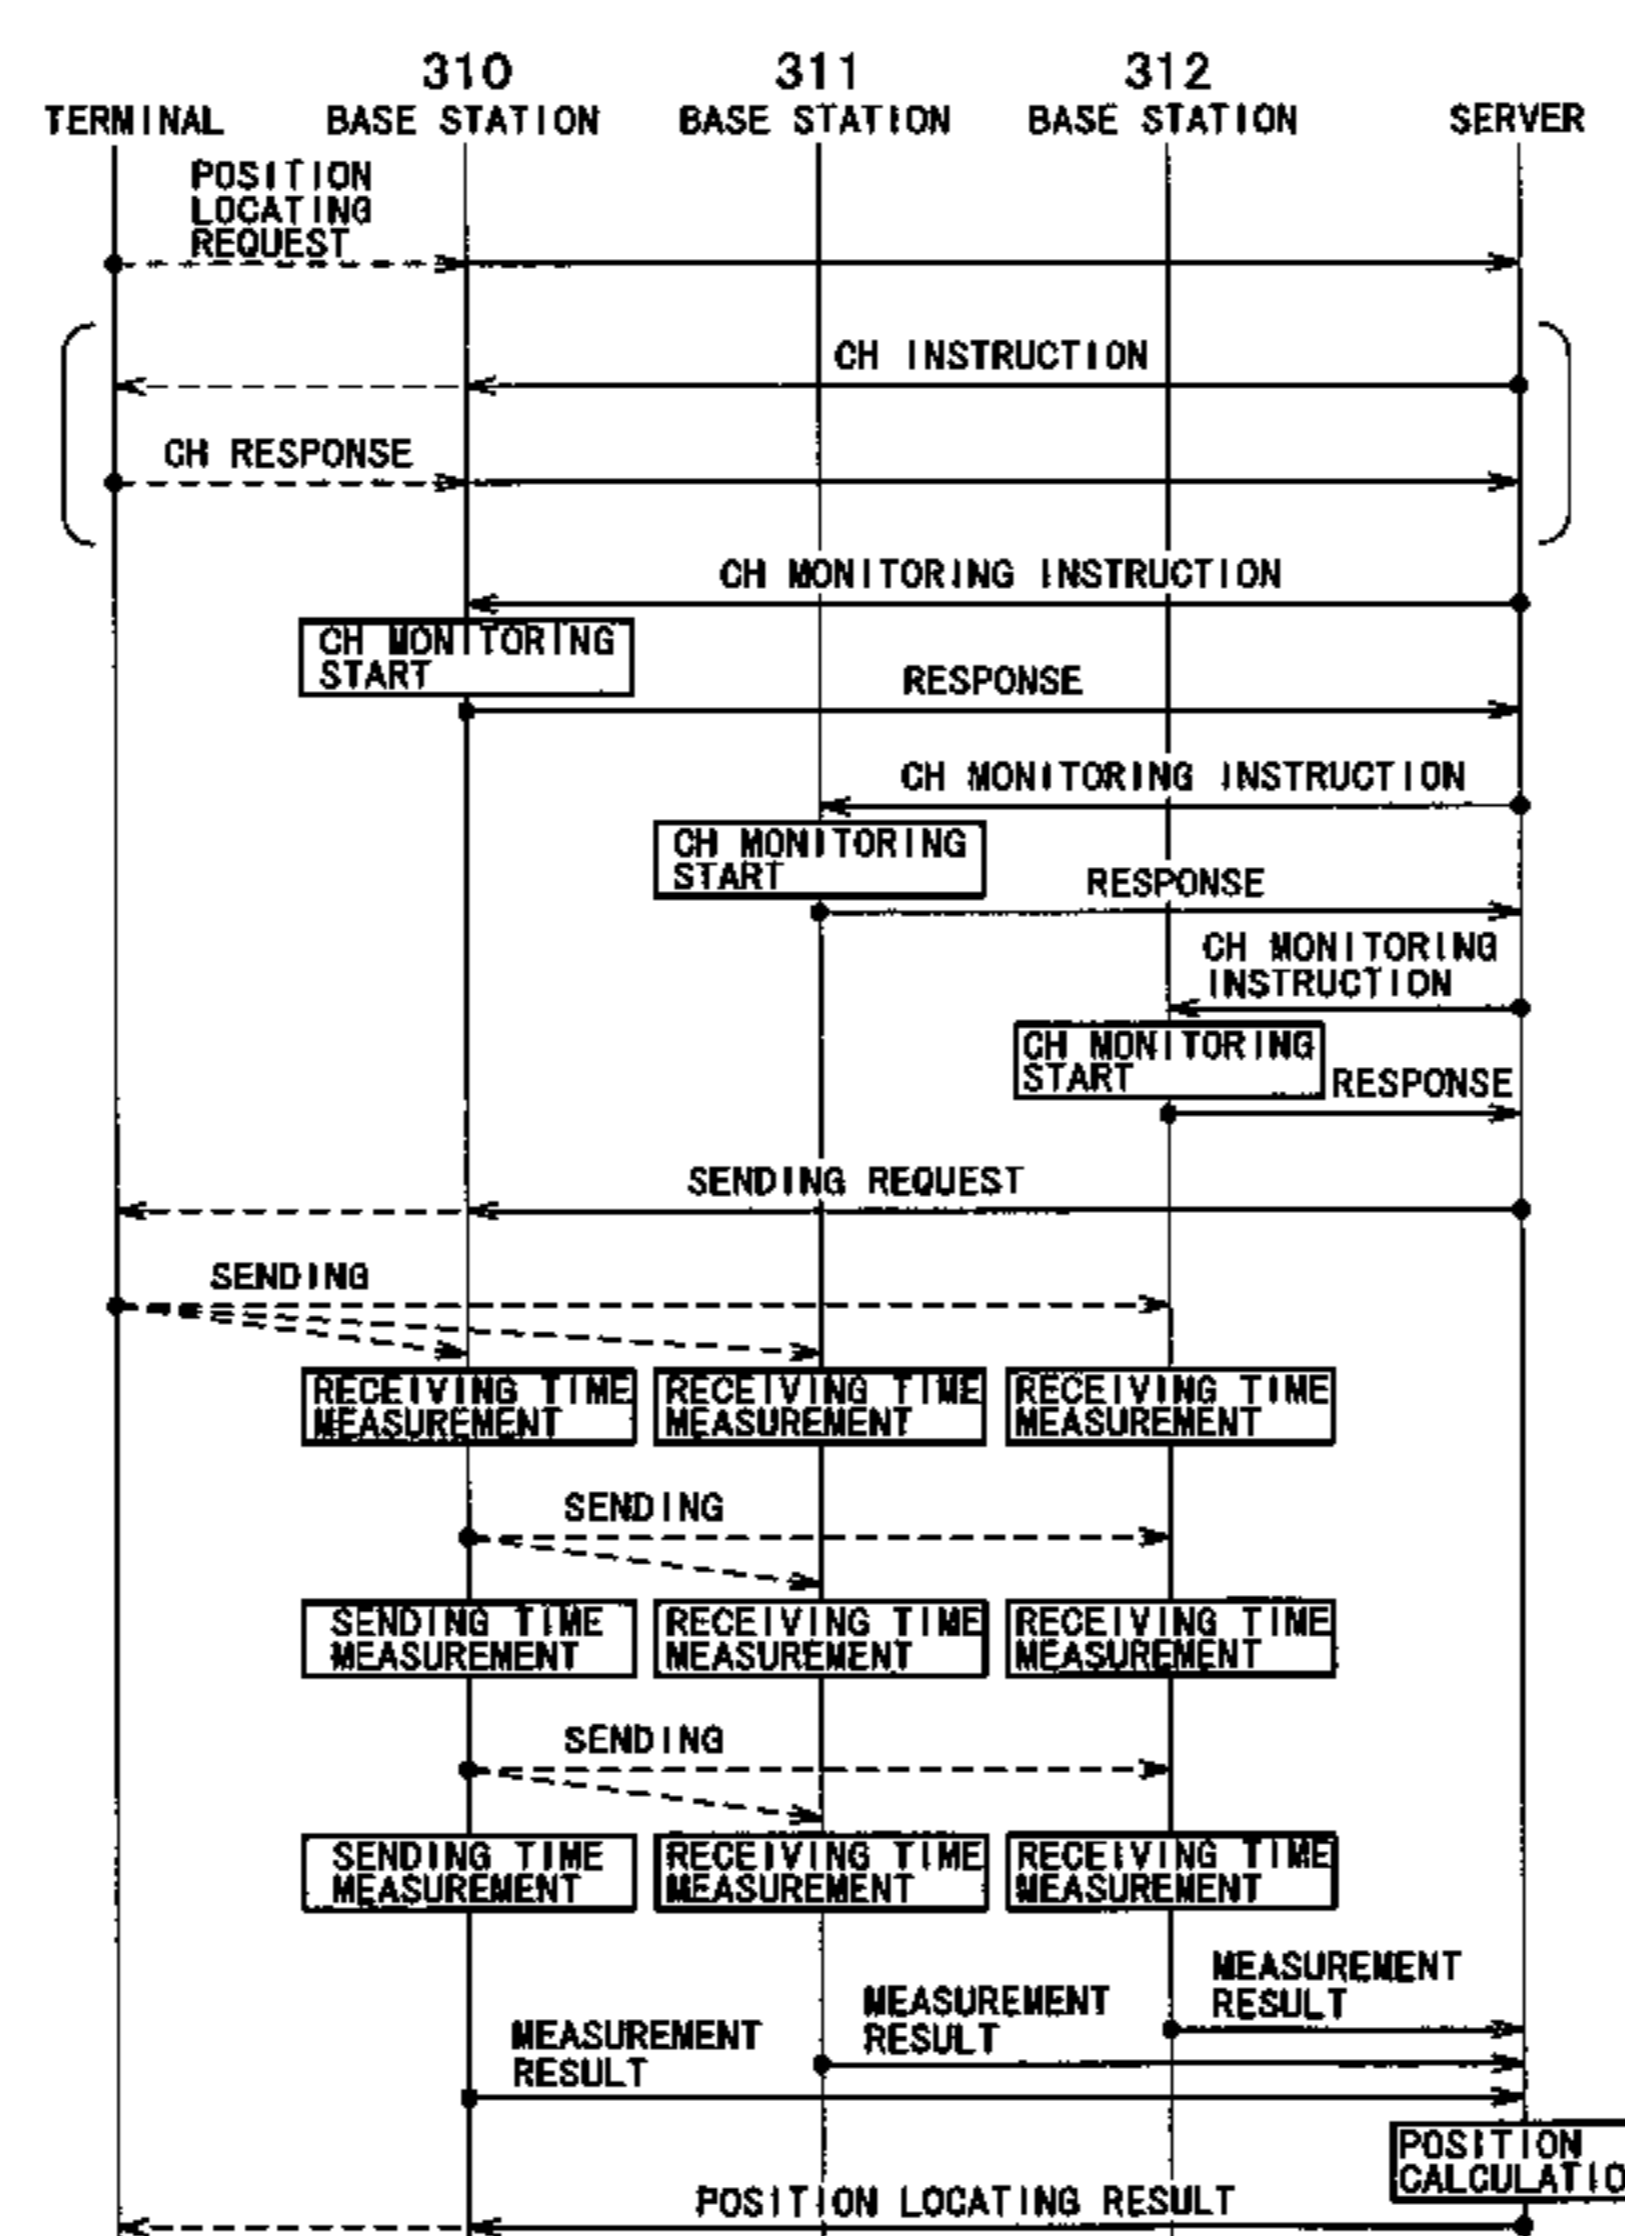 310 311 312
TERMINAL BASE STATION BASE STATION BASE STATION SERVER
POSITION
LOCATING
REQUEST
CH INSTRUCTION
CH RESPONSE
CH MONITORING INSTRUCTION
CH MONITORING
START
RESPONSE
CH MONITORING INSTRUCTION
CH MONITORING
START
RESPONSE
CH MONITORING
INSTRUCTION
CH MONITORING
START
RESPONSE
SENDING REQUEST
SENDING
RECEIVING TIME RECEIVING TIME RECEIVING TIME
MEASUREMENT MEASUREMENT MEASUREMENT
SENDING
SENDING TIME RECEIVING TIME RECEIVING TIME
MEASUREMENT MEASUREMENT MEASUREMENT
SENDING
SENDING TIME RECEIVING TIME RECEIVING TIME
MEASUREMENT MEASUREMENT MEASUREMENT
MEASUREMENT
RESULT
MEASUREMENT
RESULT
MEASUREMENT
RESULT
POSITION
CALCULATIO
POSITION LOCATING RESULT